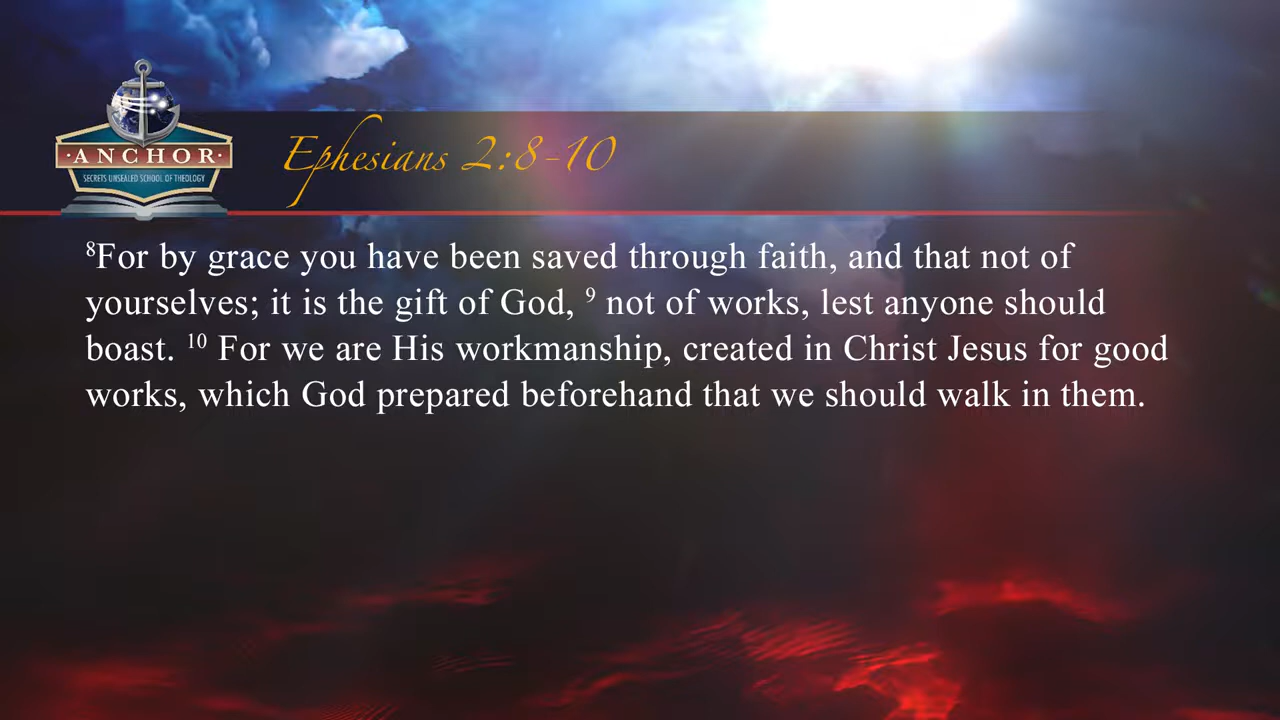 ·ANCHOR·
SECRETS UNSEALED SCHOOL OF THEOLOGY
Ephesians 2:8-10
⁸For by grace you have been saved through faith, and that not of
yourselves; it is the gift of God, ⁹ not of works, lest anyone should
boast. ¹⁰ For we are His workmanship, created in Christ Jesus for good
works, which God prepared beforehand that we should walk in them.